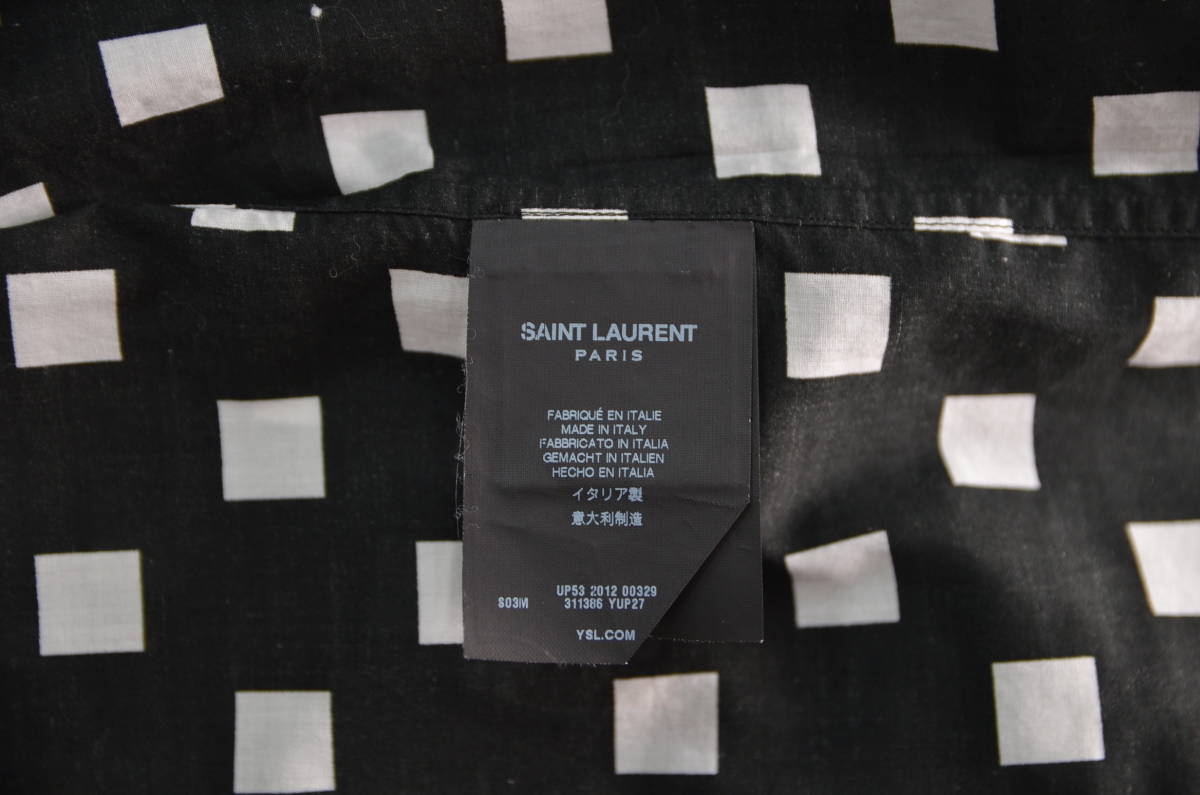 SAINT LAURENT
PARIS
FABRIQUÉ EN ITALIE
MADE IN ITALY
FABBRICATO IN ITALIA
GEMACHT IN ITALIEN
HECHO EN ITALIA
イタリア製
意大利制造
UP53 2012 00329
S03M 311386 YUP27
YSL.COM